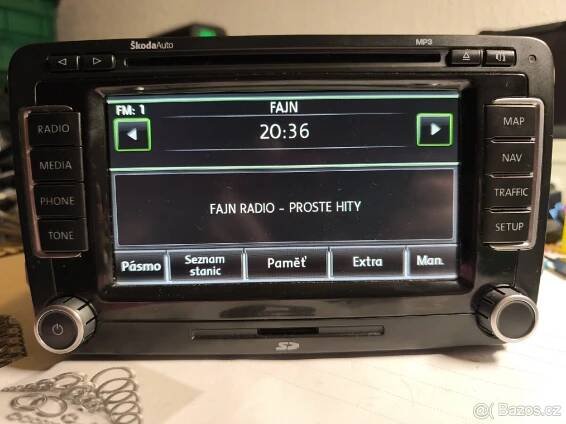 ŠkodaAuto
MP3
FM: 1
FAJN
20:36
RADIO
MEDIA
PHONE
TONE
MAP
NAV
TRAFFIC
SETUP
FAJN RADIO - PROSTE HITY
Pásmo
Seznam
stanic
Paměť
Extra
Man.
SD
© Bazos.cz